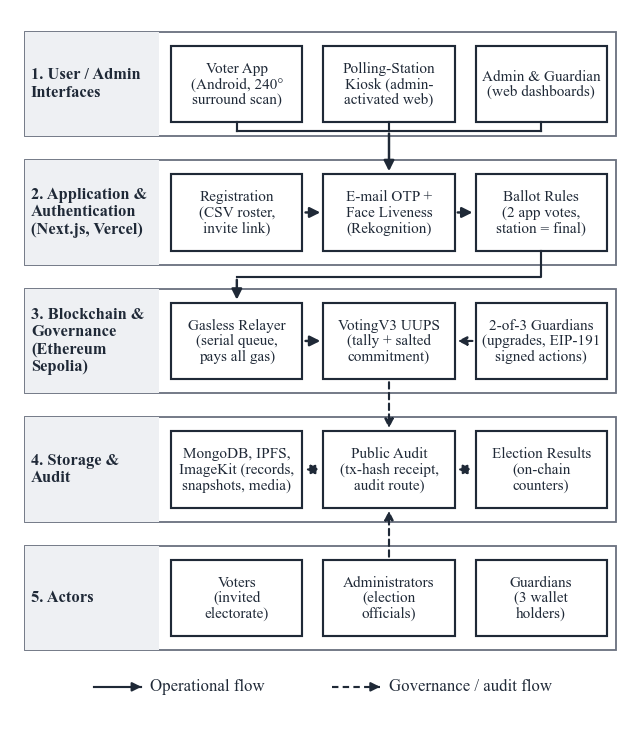 1. User / Admin
Interfaces
Voter App
(Android, 240°
surround scan)
Polling-Station
Kiosk (admin-
activated web)
Admin & Guardian
(web dashboards)
2. Application &
Authentication
(Next.js, Vercel)
Registration
(CSV roster,
invite link)
E-mail OTP +
Face Liveness
(Rekognition)
Ballot Rules
(2 app votes,
station = final)
3. Blockchain &
Governance
(Ethereum
Sepolia)
Gasless Relayer
(serial queue,
pays all gas)
VotingV3 UUPS
(tally + salted
commitment)
2-of-3 Guardians
(upgrades, EIP-191
signed actions)
4. Storage &
Audit
MongoDB, IPFS,
ImageKit (records,
snapshots, media)
Public Audit
(tx-hash receipt,
audit route)
Election Results
(on-chain
counters)
5. Actors
Voters
(invited
electorate)
Administrators
(election
officials)
Guardians
(3 wallet
holders)
Operational flow
Governance / audit flow